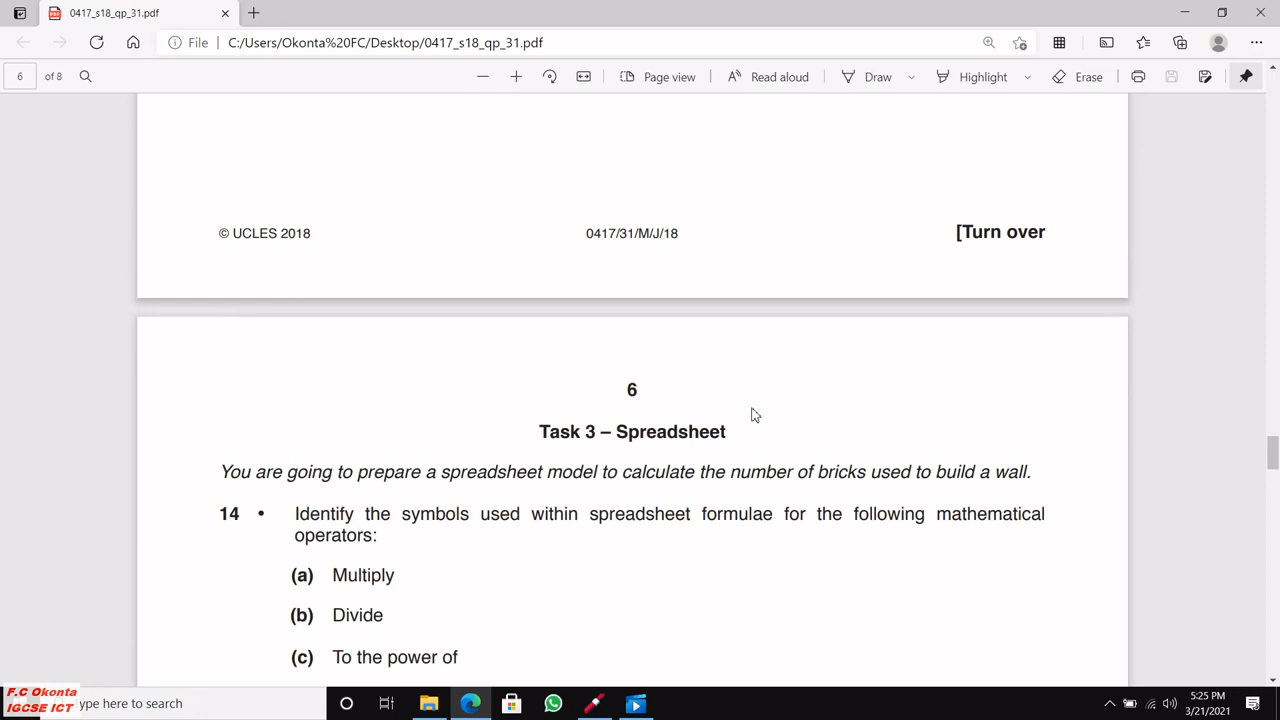 0417_s18_qp_31.pdf
File | C:/Users/Okonta%20FC/Desktop/0417_s18_qp_31.pdf
6 of 8 Page view Read aloud Draw Highlight Erase
© UCLES 2018 0417/31/M/J/18 [Turn over
6
Task 3 – Spreadsheet
You are going to prepare a spreadsheet model to calculate the number of bricks used to build a wall.
14 • Identify the symbols used within spreadsheet formulae for the following mathematical
operators:
(a) Multiply
(b) Divide
(c) To the power of
F.C Okonta
IGCSE ICT
ype here to search
5:25 PM
3/21/2021